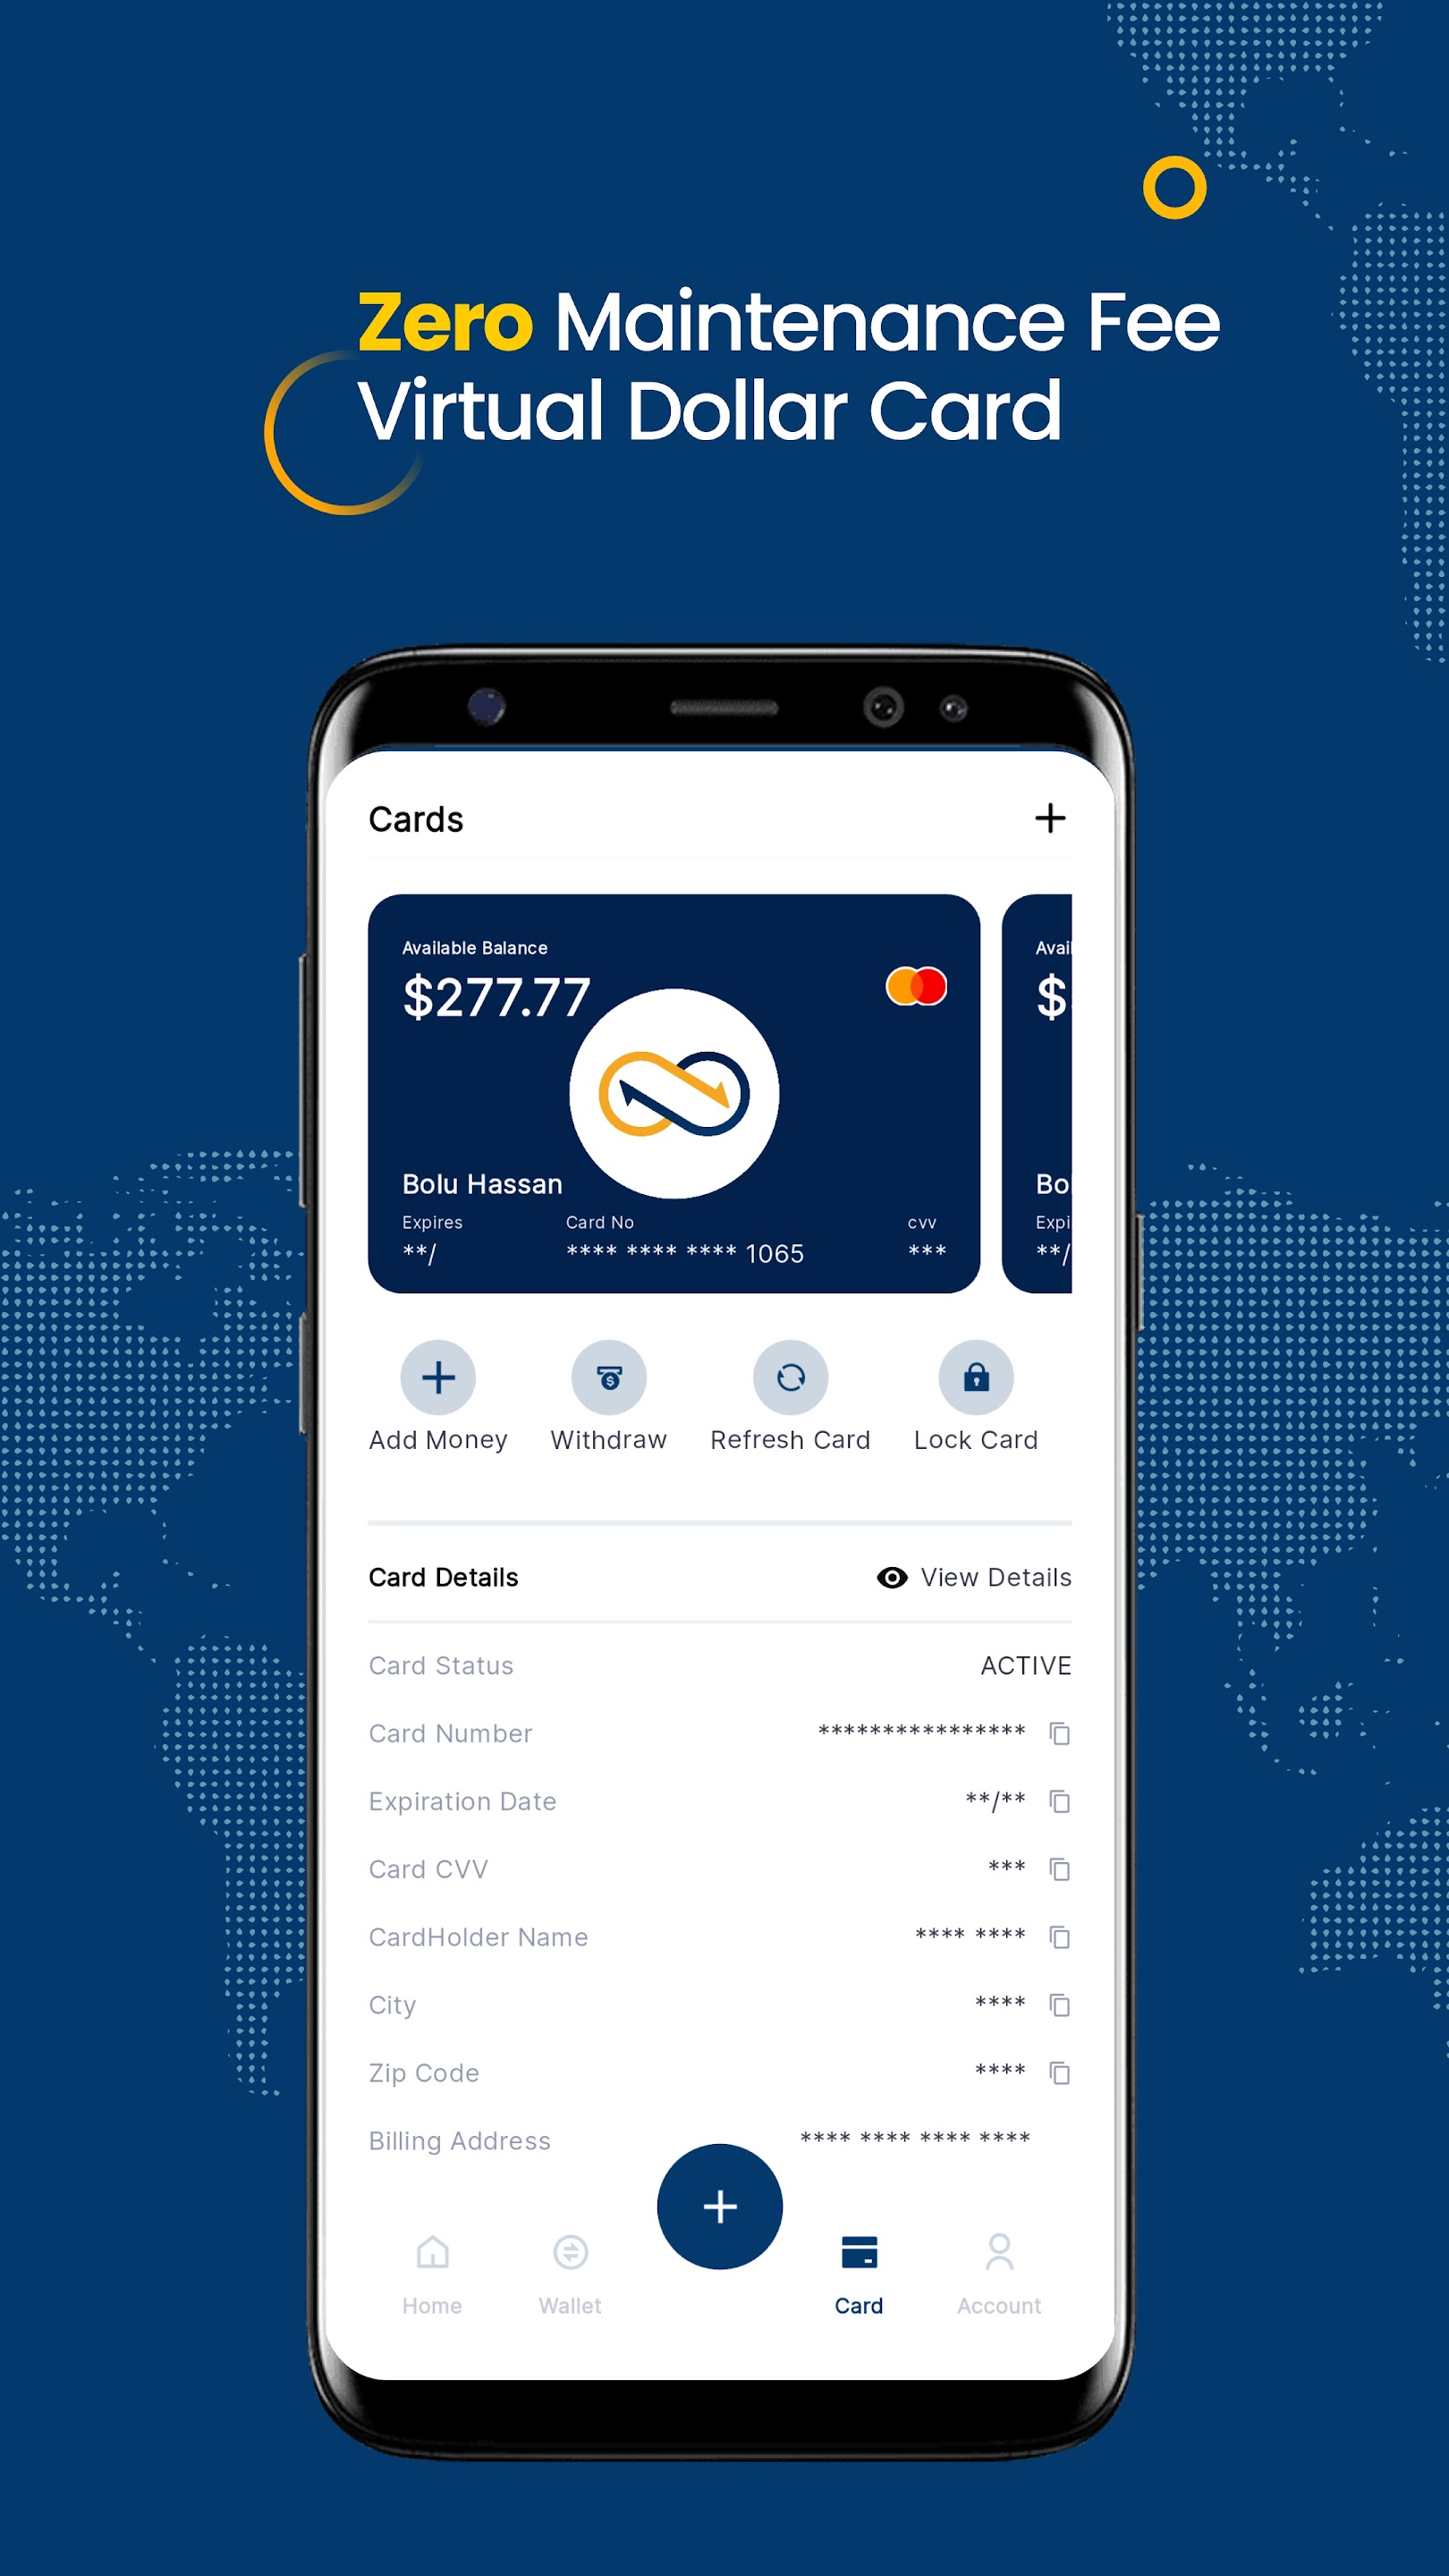 Zero Maintenance Fee
Virtual Dollar Card
Cards
Available Balance
$277.77
Bolu Hassan
Expires Card No cvv
**/ **** **** **** 1065 ***
Avai
$
Bo
Expi
**/
Add Money Withdraw Refresh Card Lock Card
Card Details View Details
Card Status ACTIVE
Card Number ****************
Expiration Date **/**
Card CVV ***
CardHolder Name **** ****
City ****
Zip Code ****
Billing Address **** **** **** ****
Home Wallet Card Account